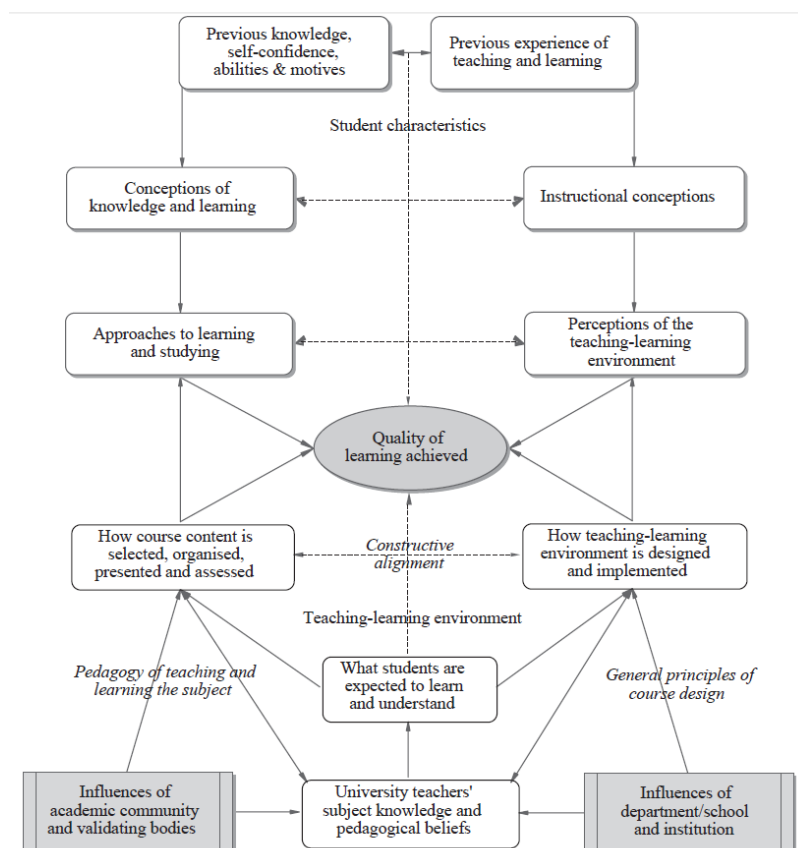 Previous knowledge,
self-confidence,
abilities & motives
Previous experience of
teaching and learning
Student characteristics
Conceptions of
knowledge and learning
Instructional conceptions
Approaches to learning
and studying
Perceptions of the
teaching-learning
environment
Quality of
learning achieved
How course content is
selected, organised,
presented and assessed
Constructive
alignment
How teaching-learning
environment is designed
and implemented
Teaching-learning environment
Pedagogy of teaching and
learning the subject
What students are
expected to learn
and understand
General principles of
course design
Influences of
academic community
and validating bodies
University teachers'
subject knowledge and
pedagogical beliefs
Influences of
department/school
and institution